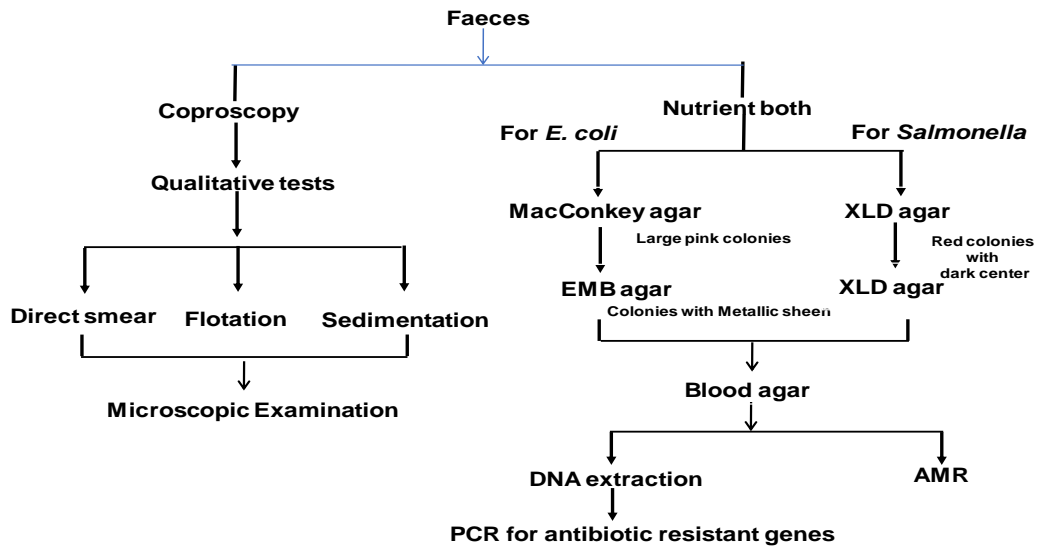 Faeces
Coproscopy
Nutrient both
For E. coli
For Salmonella
Qualitative tests
MacConkey agar
XLD agar
Large pink colonies
Red colonies
with
dark center
EMB agar
XLD agar
Colonies with Metallic sheen
Direct smear
Flotation
Sedimentation
Blood agar
Microscopic Examination
DNA extraction
AMR
PCR for antibiotic resistant genes